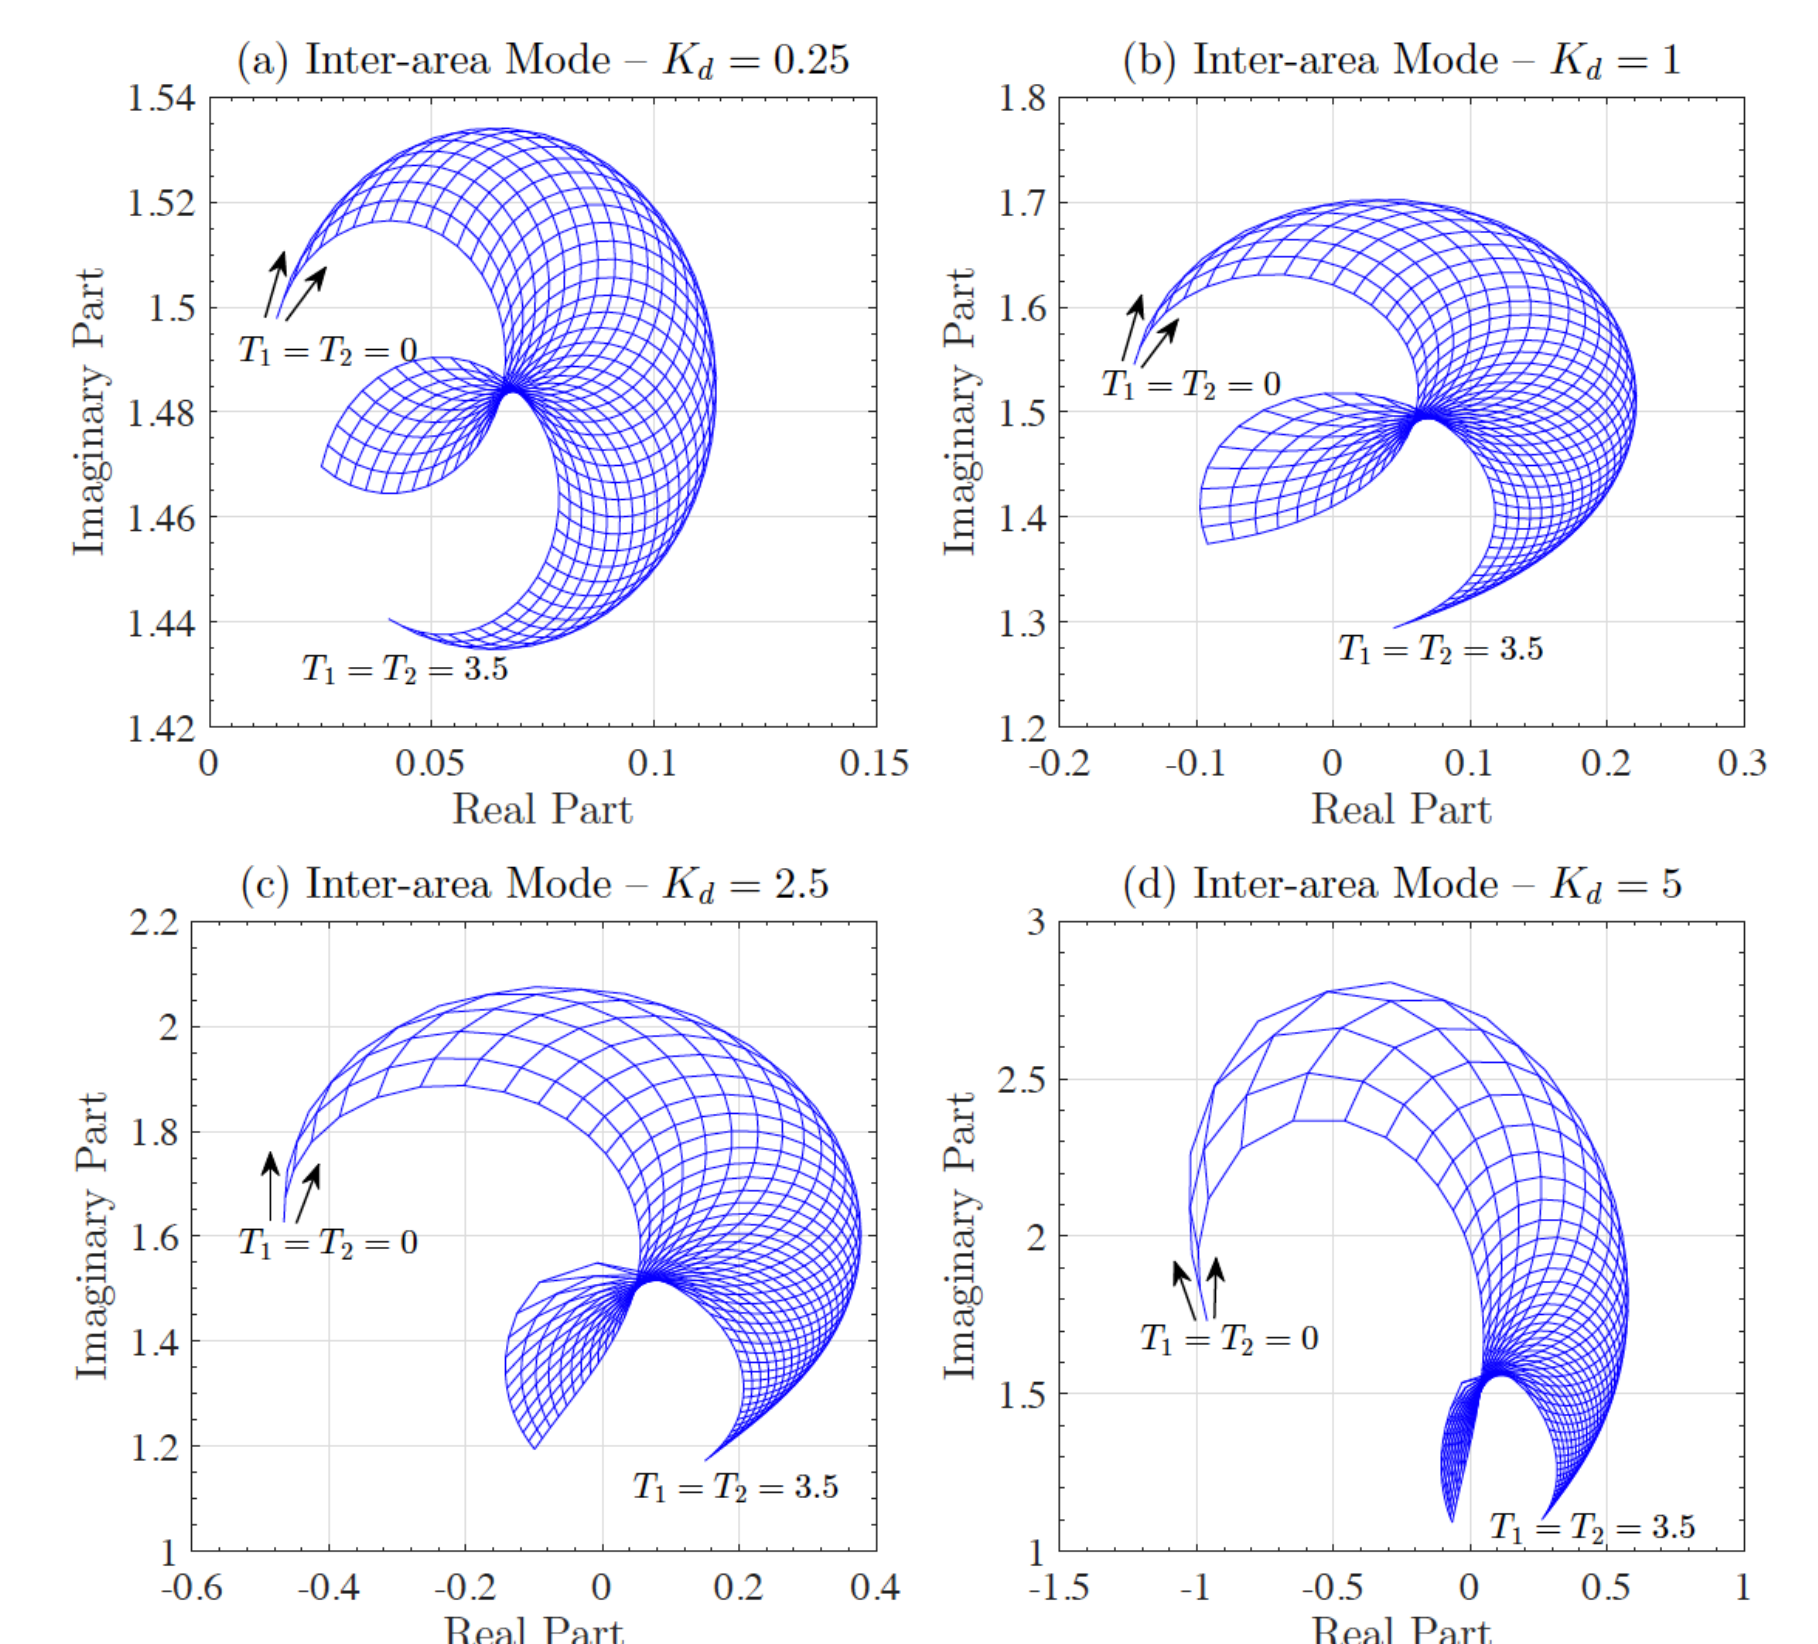 (a) Inter-area Mode – K_d = 0.25
1.54
1.52
1.5
1.48
1.46
1.44
1.42
Imaginary Part
T_1 = T_2 = 0
T_1 = T_2 = 3.5
0 0.05 0.1 0.15
Real Part
(b) Inter-area Mode – K_d = 1
1.8
1.7
1.6
1.5
1.4
1.3
1.2
Imaginary Part
T_1 = T_2 = 0
T_1 = T_2 = 3.5
-0.2 -0.1 0 0.1 0.2 0.3
Real Part
(c) Inter-area Mode – K_d = 2.5
2.2
2
1.8
1.6
1.4
1.2
1
Imaginary Part
T_1 = T_2 = 0
T_1 = T_2 = 3.5
-0.6 -0.4 -0.2 0 0.2 0.4
Real Part
(d) Inter-area Mode – K_d = 5
3
2.5
2
1.5
1
Imaginary Part
T_1 = T_2 = 0
T_1 = T_2 = 3.5
-1.5 -1 -0.5 0 0.5 1
Real Part